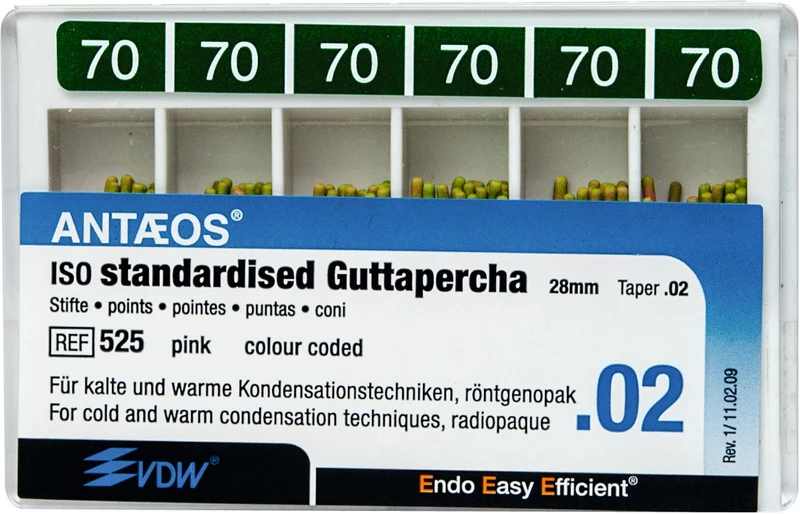 70 70 70 70 70 70
ANTÆOS®
ISO standardised Guttapercha 28mm Taper .02
Stifte • points • pointes • puntas • coni
REF 525 pink colour coded
Für kalte und warme Kondensationstechniken, röntgenopak
For cold and warm condensation techniques, radiopaque
.02
Rev. 1/ 11.02.09
VDW®
Endo Easy Efficient®